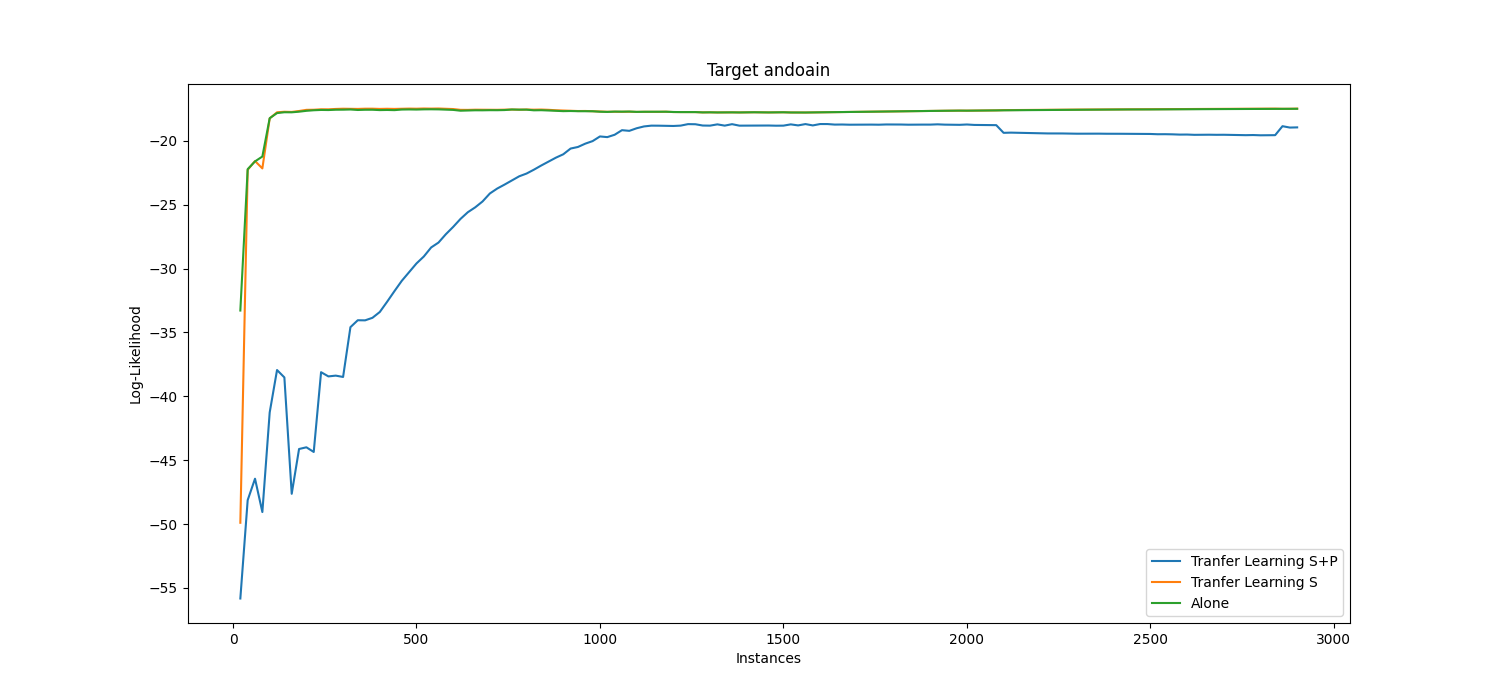 Target andoain
Log-Likelihood
−20
−25
−30
−35
−40
−45
−50
−55
0 500 1000 1500 2000 2500 3000
Instances
Tranfer Learning S+P
Tranfer Learning S
Alone